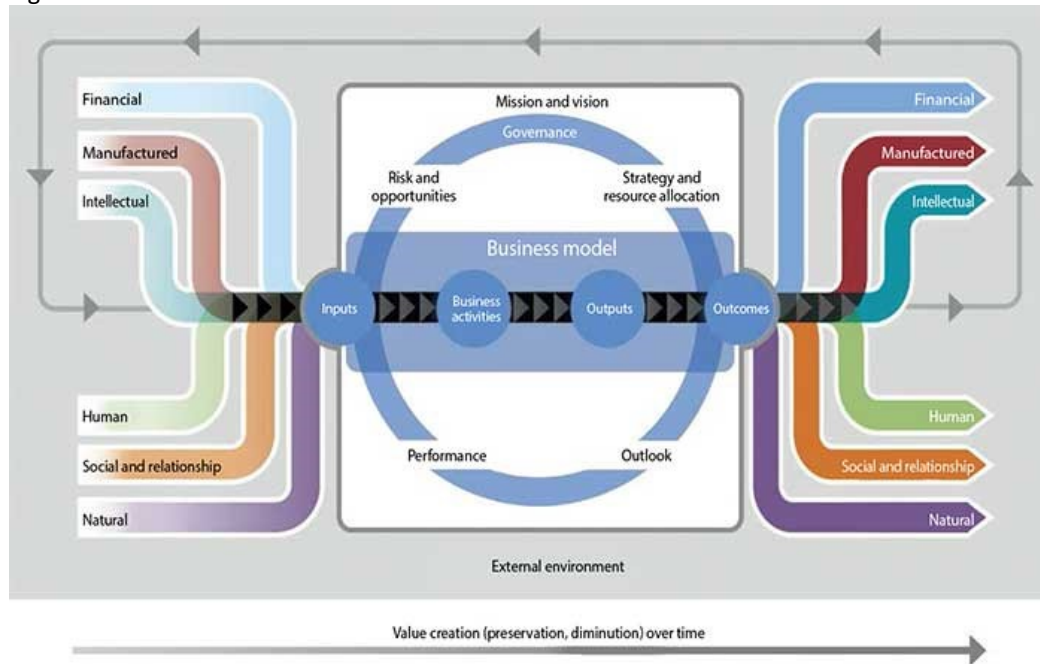 Financial
Manufactured
Intellectual
Human
Social and relationship
Natural
Mission and vision
Governance
Risk and
opportunities
Strategy and
resource allocation
Business model
Inputs
Business
activities
Outputs
Outcomes
Performance
Outlook
Financial
Manufactured
Intellectual
Human
Social and relationship
Natural
External environment
Value creation (preservation, diminution) over time